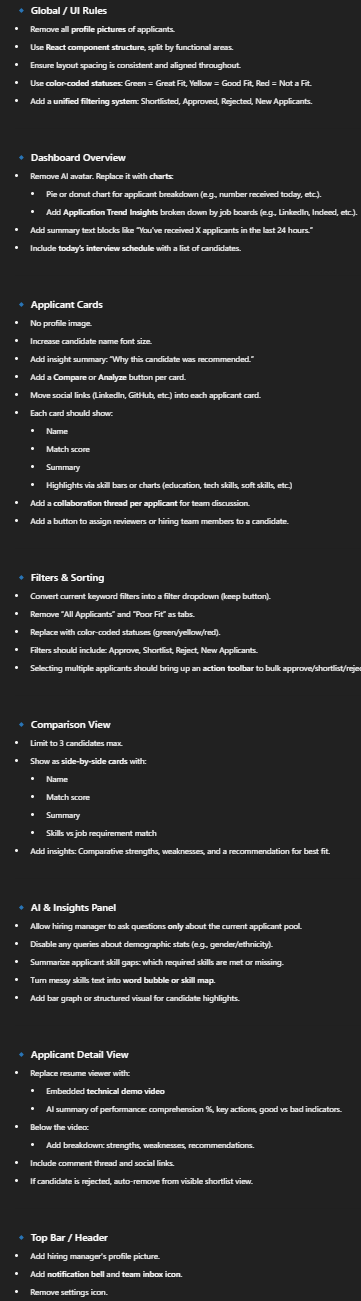 Global / UI Rules
Remove all profile pictures of applicants.
Use React component structure, split by functional areas.
Ensure layout spacing is consistent and aligned throughout.
Use color-coded statuses: Green = Great Fit, Yellow = Good Fit, Red = Not a Fit.
Add a unified filtering system: Shortlisted, Approved, Rejected, New Applicants.
Dashboard Overview
Remove AI avatar. Replace it with charts:
Pie or donut chart for applicant breakdown (e.g., number received today, etc.).
Add Application Trend Insights broken down by job boards (e.g., LinkedIn, Indeed, etc.).
Add summary text blocks like "You've received X applicants in the last 24 hours."
Include today's interview schedule with a list of candidates.
Applicant Cards
No profile image.
Increase candidate name font size.
Add insight summary: "Why this candidate was recommended."
Add a Compare or Analyze button per card.
Move social links (LinkedIn, GitHub, etc.) into each applicant card.
Each card should show:
Name
Match score
Summary
Highlights via skill bars or charts (education, tech skills, soft skills, etc.)
Add a collaboration thread per applicant for team discussion.
Add a button to assign reviewers or hiring team members to a candidate.
Filters & Sorting
Convert current keyword filters into a filter dropdown (keep button).
Remove "All Applicants" and "Poor Fit" as tabs.
Replace with color-coded statuses (green/yellow/red).
Filters should include: Approve, Shortlist, Reject, New Applicants.
Selecting multiple applicants should bring up an action toolbar to bulk approve/shortlist/rejec
Comparison View
Limit to 3 candidates max.
Show as side-by-side cards with:
Name
Match score
Summary
Skills vs job requirement match
Add insights: Comparative strengths, weaknesses, and a recommendation for best fit.
AI & Insights Panel
Allow hiring manager to ask questions only about the current applicant pool.
Disable any queries about demographic stats (e.g., gender/ethnicity).
Summarize applicant skill gaps: which required skills are met or missing.
Turn messy skills text into word bubble or skill map.
Add bar graph or structured visual for candidate highlights.
Applicant Detail View
Replace resume viewer with:
Embedded technical demo video
AI summary of performance: comprehension %, key actions, good vs bad indicators.
Below the video:
Add breakdown: strengths, weaknesses, recommendations.
Include comment thread and social links.
If candidate is rejected, auto-remove from visible shortlist view.
Top Bar / Header
Add hiring manager's profile picture.
Add notification bell and team inbox icon.
Remove settings icon.